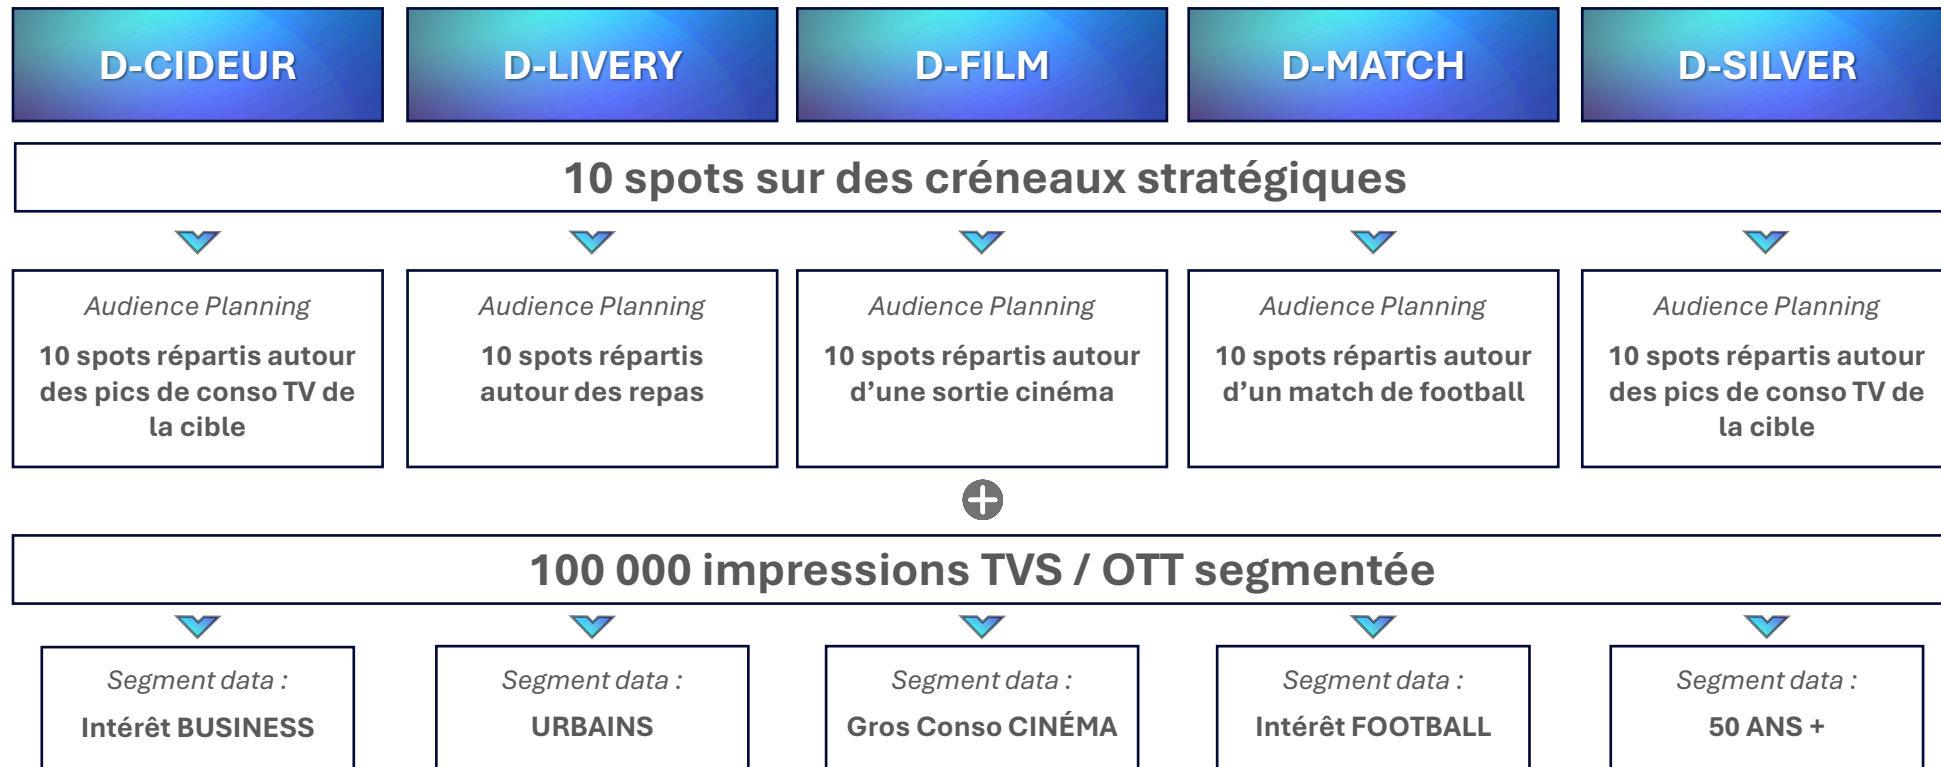 D-CIDEUR
D-LIVERY
D-FILM
D-MATCH
D-SILVER
10 spots sur des créneaux stratégiques
Audience Planning
10 spots répartis autour
des pics de conso TV de
la cible
Audience Planning
10 spots répartis
autour des repas
Audience Planning
10 spots répartis autour
d’une sortie cinéma
Audience Planning
10 spots répartis autour
d’un match de football
Audience Planning
10 spots répartis autour
des pics de conso TV de
la cible
100 000 impressions TVS / OTT segmentée
Segment data :
Intérêt BUSINESS
Segment data :
URBAINS
Segment data :
Gros Conso CINÉMA
Segment data :
Intérêt FOOTBALL
Segment data :
50 ANS +